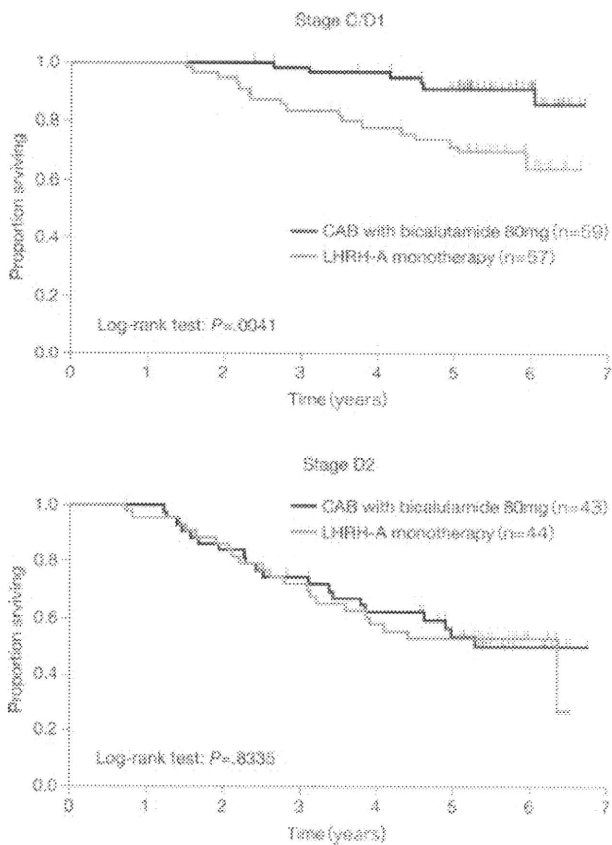 Stage C/D1
1.0
0.8
0.6
0.4
0.2
0.0
Proportion srviving
CAB with bicalutamide 80mg (n=59)
LHRH-A monotherapy (n=57)
Log-rank test: P=.0041
0 1 2 3 4 5 6 7
Time (years)
Stage D2
1.0
0.8
0.6
0.4
0.2
0.0
Proportion srviving
CAB with bicalutamide 80mg (n=43)
LHRH-A monotherapy (n=44)
Log-rank test: P=.8335
0 1 2 3 4 5 6 7
Time (years)